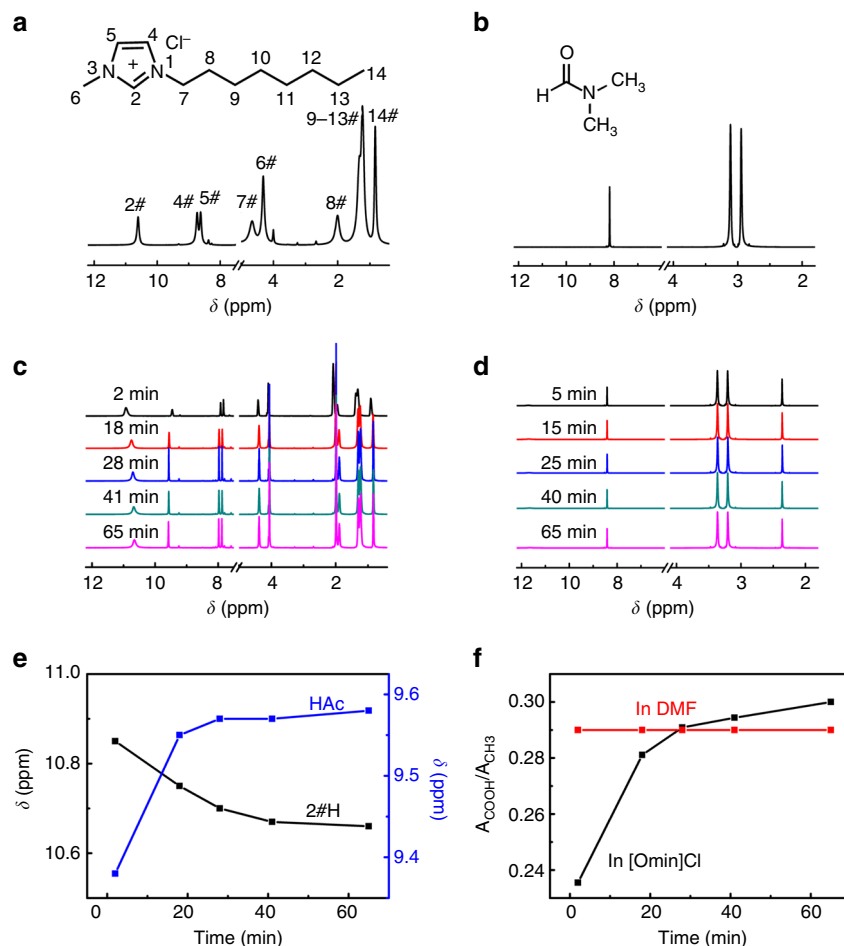 a
5 4 Cl⁻
3 N + N 1 8 10 12 14
6 2 7 9 11 13
9–13# 14#
6#
2# 4# 5# 7# 8#
12 10 8 4 2
δ (ppm)
b
O
H N CH₃
CH₃
12 10 8 4 3 2
δ (ppm)
c
2 min
18 min
28 min
41 min
65 min
12 10 8 4 2
δ (ppm)
d
5 min
15 min
25 min
40 min
65 min
12 10 8 4 3 2
δ (ppm)
e
11.0
10.8
10.6
δ (ppm)
HAc
2#H
9.6
9.5
9.4
δ (ppm)
0 20 40 60
Time (min)
f
0.30
0.28
0.26
0.24
A_COOH/A_CH3
In DMF
In [Omin]Cl
0 20 40 60
Time (min)